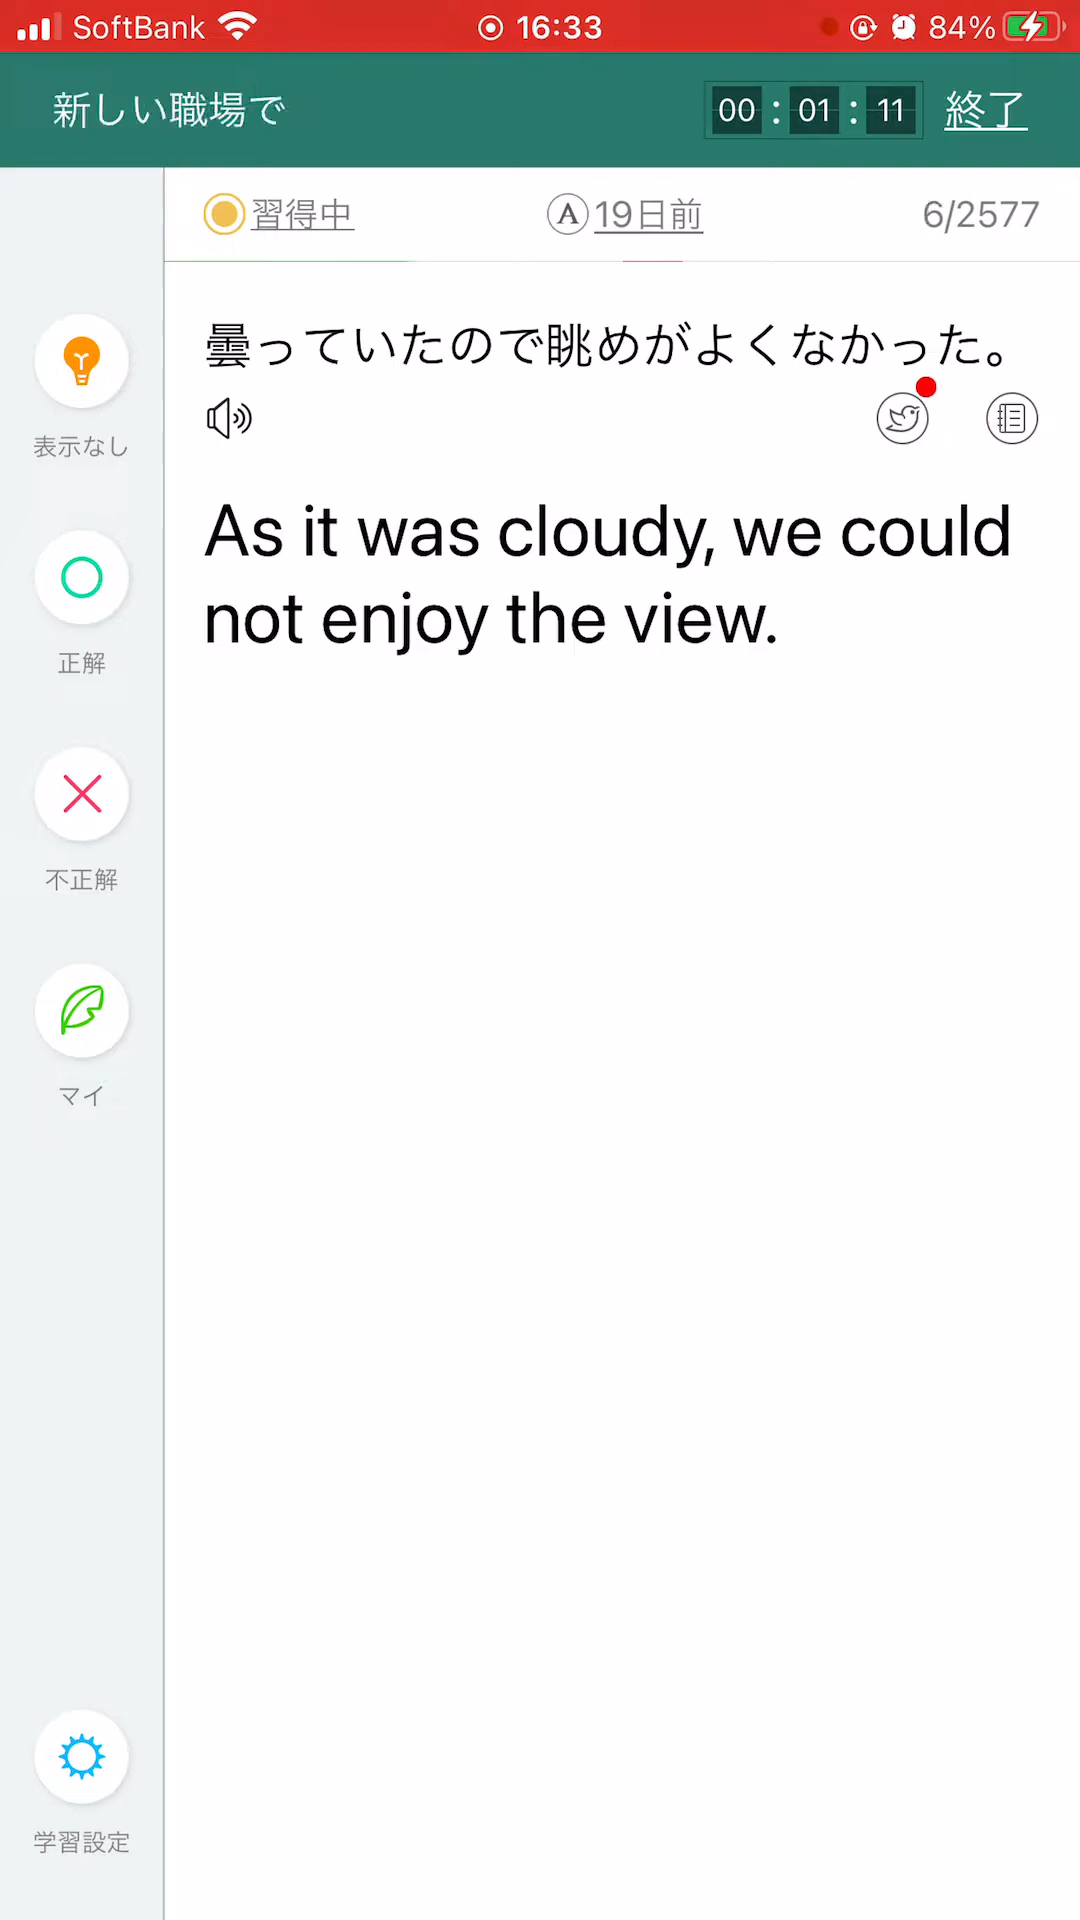 SoftBank 16:33 84%
新しい職場で 00 : 01 : 11 終了
習得中 A 19日前 6/2577
曇っていたので眺めがよくなかった。
As it was cloudy, we could
not enjoy the view.
表示なし
正解
不正解
マイ
学習設定